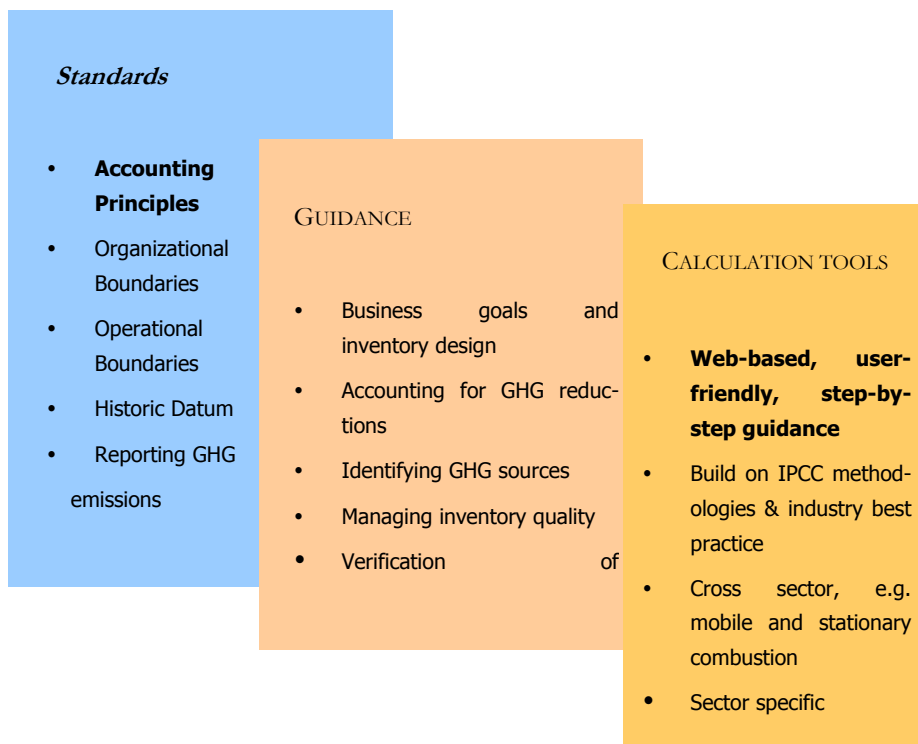 Standards
• Accounting
Principles
• Organizational
Boundaries
• Operational
Boundaries
• Historic Datum
• Reporting GHG
emissions
GUIDANCE
• Business goals and
inventory design
• Accounting for GHG reduc-
tions
• Identifying GHG sources
• Managing inventory quality
• Verification of
CALCULATION TOOLS
• Web-based, user-
friendly, step-by-
step guidance
• Build on IPCC method-
ologies & industry best
practice
• Cross sector, e.g.
mobile and stationary
combustion
• Sector specific